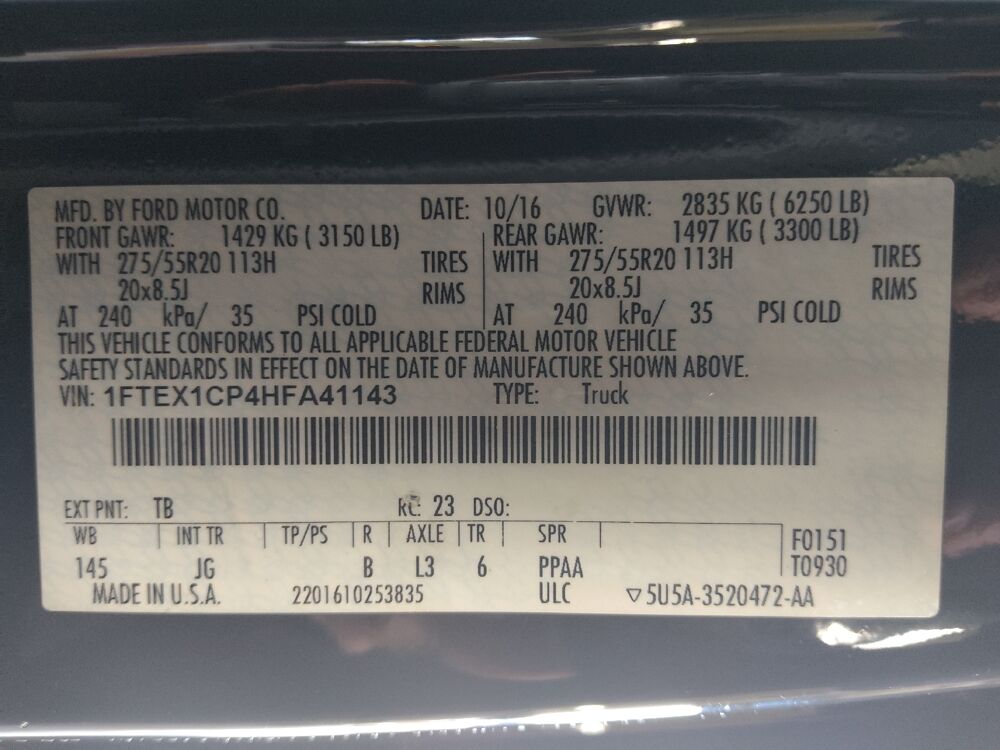 MFD. BY FORD MOTOR CO. DATE: 10/16 GVWR: 2835 KG ( 6250 LB)
FRONT GAWR: 1429 KG ( 3150 LB) REAR GAWR: 1497 KG ( 3300 LB)
WITH 275/55R20 113H TIRES WITH 275/55R20 113H TIRES
20x8.5J RIMS 20x8.5J RIMS
AT 240 kPa/ 35 PSI COLD AT 240 kPa/ 35 PSI COLD
THIS VEHICLE CONFORMS TO ALL APPLICABLE FEDERAL MOTOR VEHICLE
SAFETY STANDARDS IN EFFECT ON THE DATE OF MANUFACTURE SHOWN ABOVE.
VIN: 1FTEX1CP4HFA41143 TYPE: Truck
EXT PNT: TB RC: 23 DSO:
WB INT TR TP/PS R AXLE TR SPR F0151
145 JG B L3 6 PPAA T0930
MADE IN U.S.A. 2201610253835 ULC ▽5U5A-3520472-AA